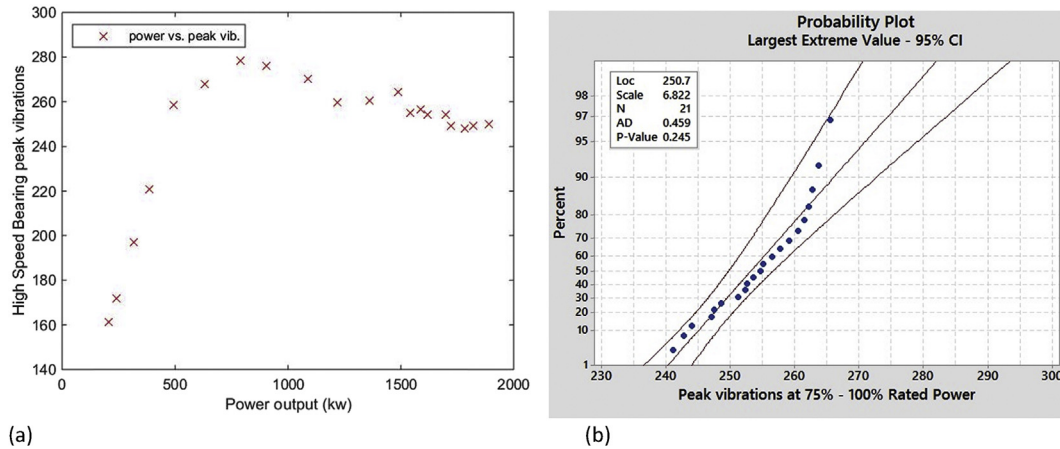 300
280
260
240
220
200
180
160
140
High Speed Bearing peak vibrations
× power vs. peak vib.
0 500 1000 1500 2000
Power output (kw)
(a)
Probability Plot
Largest Extreme Value - 95% CI
Loc 250.7
Scale 6.822
N 21
AD 0.459
P-Value 0.245
Percent
98
97
95
90
80
70
60
50
40
30
20
10
1
230 240 250 260 270 280 290 300
Peak vibrations at 75% - 100% Rated Power
(b)